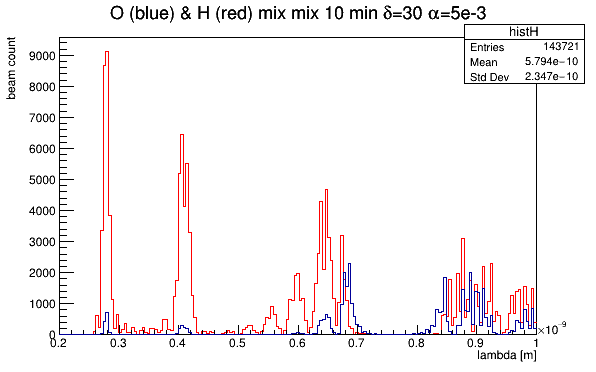 O (blue) & H (red) mix mix 10 min δ=30 α=5e-3
histH
Entries 143721
Mean 5.794e-10
Std Dev 2.347e-10
beam count
9000
8000
7000
6000
5000
4000
3000
2000
1000
0
0.2 0.3 0.4 0.5 0.6 0.7 0.8 0.9 1
×10⁻⁹
lambda [m]